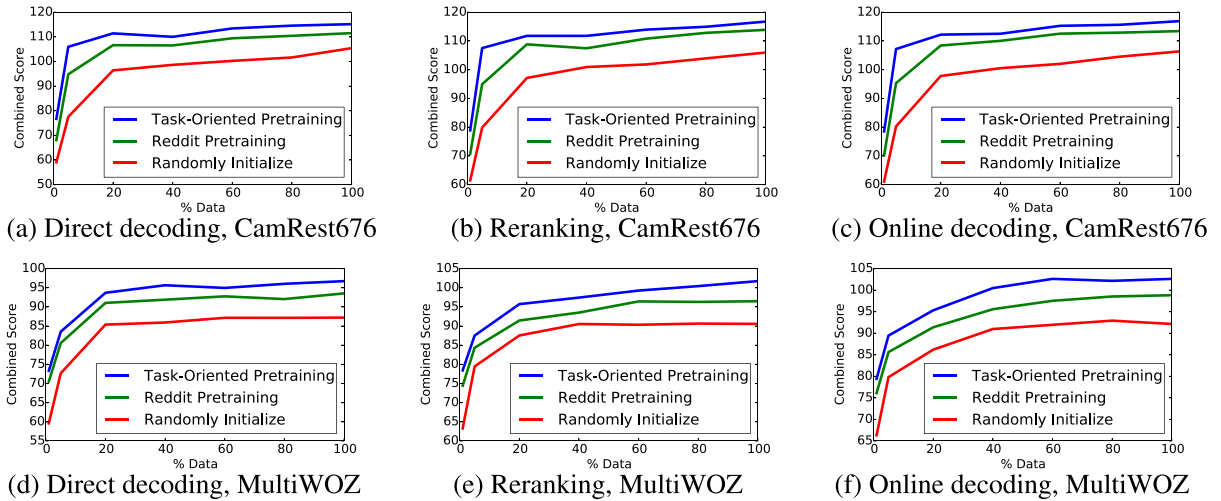 120
110
100
90
80
70
60
50
Combined Score
Task-Oriented Pretraining
Reddit Pretraining
Randomly Initialize
0 20 40 60 80 100
% Data
(a) Direct decoding, CamRest676
120
110
100
90
80
70
60
Combined Score
Task-Oriented Pretraining
Reddit Pretraining
Randomly Initialize
0 20 40 60 80 100
% Data
(b) Reranking, CamRest676
120
110
100
90
80
70
60
Combined Score
Task-Oriented Pretraining
Reddit Pretraining
Randomly Initialize
0 20 40 60 80 100
% Data
(c) Online decoding, CamRest676
100
95
90
85
80
75
70
65
60
55
Combined Score
Task-Oriented Pretraining
Reddit Pretraining
Randomly Initialize
0 20 40 60 80 100
% Data
(d) Direct decoding, MultiWOZ
105
100
95
90
85
80
75
70
65
60
Combined Score
Task-Oriented Pretraining
Reddit Pretraining
Randomly Initialize
0 20 40 60 80 100
% Data
(e) Reranking, MultiWOZ
105
100
95
90
85
80
75
70
65
Combined Score
Task-Oriented Pretraining
Reddit Pretraining
Randomly Initialize
0 20 40 60 80 100
% Data
(f) Online decoding, MultiWOZ